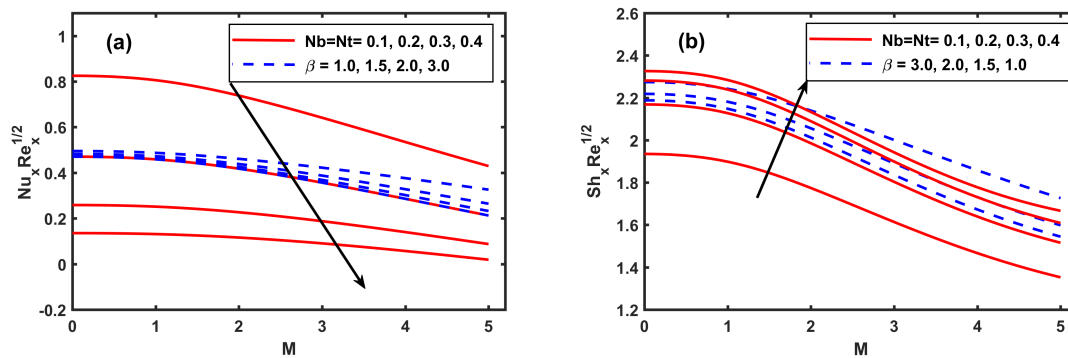 (a)
Nb=Nt= 0.1, 0.2, 0.3, 0.4
β = 1.0, 1.5, 2.0, 3.0
1
0.8
0.6
0.4
0.2
0
-0.2
Nu_xRe_x^1/2
0 1 2 3 4 5
M
(b)
Nb=Nt= 0.1, 0.2, 0.3, 0.4
β = 3.0, 2.0, 1.5, 1.0
2.6
2.4
2.2
2
1.8
1.6
1.4
1.2
Sh_xRe_x^1/2
0 1 2 3 4 5
M